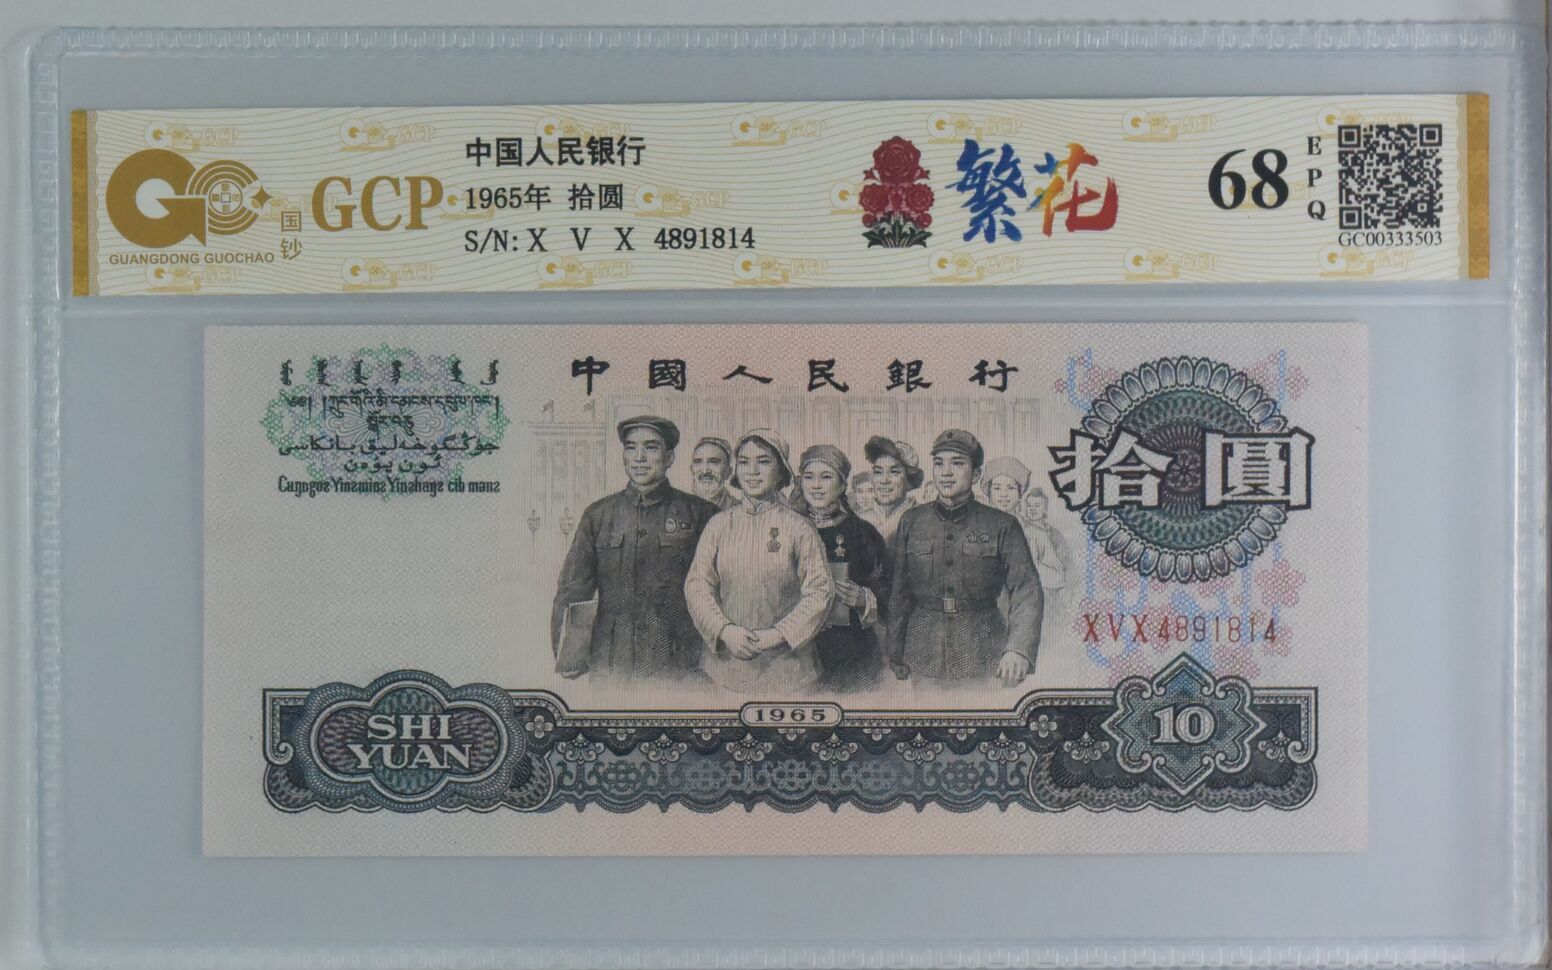 GCP
国钞
GUANGDONG GUOCHAO
中国人民银行
1965年 拾圆
S/N: X V X 4891814
繁花
68
EPQ
GC00333503
中國人民銀行
Cungogoz Yinzminz Yinzhangz cib maenz
拾圓
XVX4891814
SHI
YUAN
1965
10